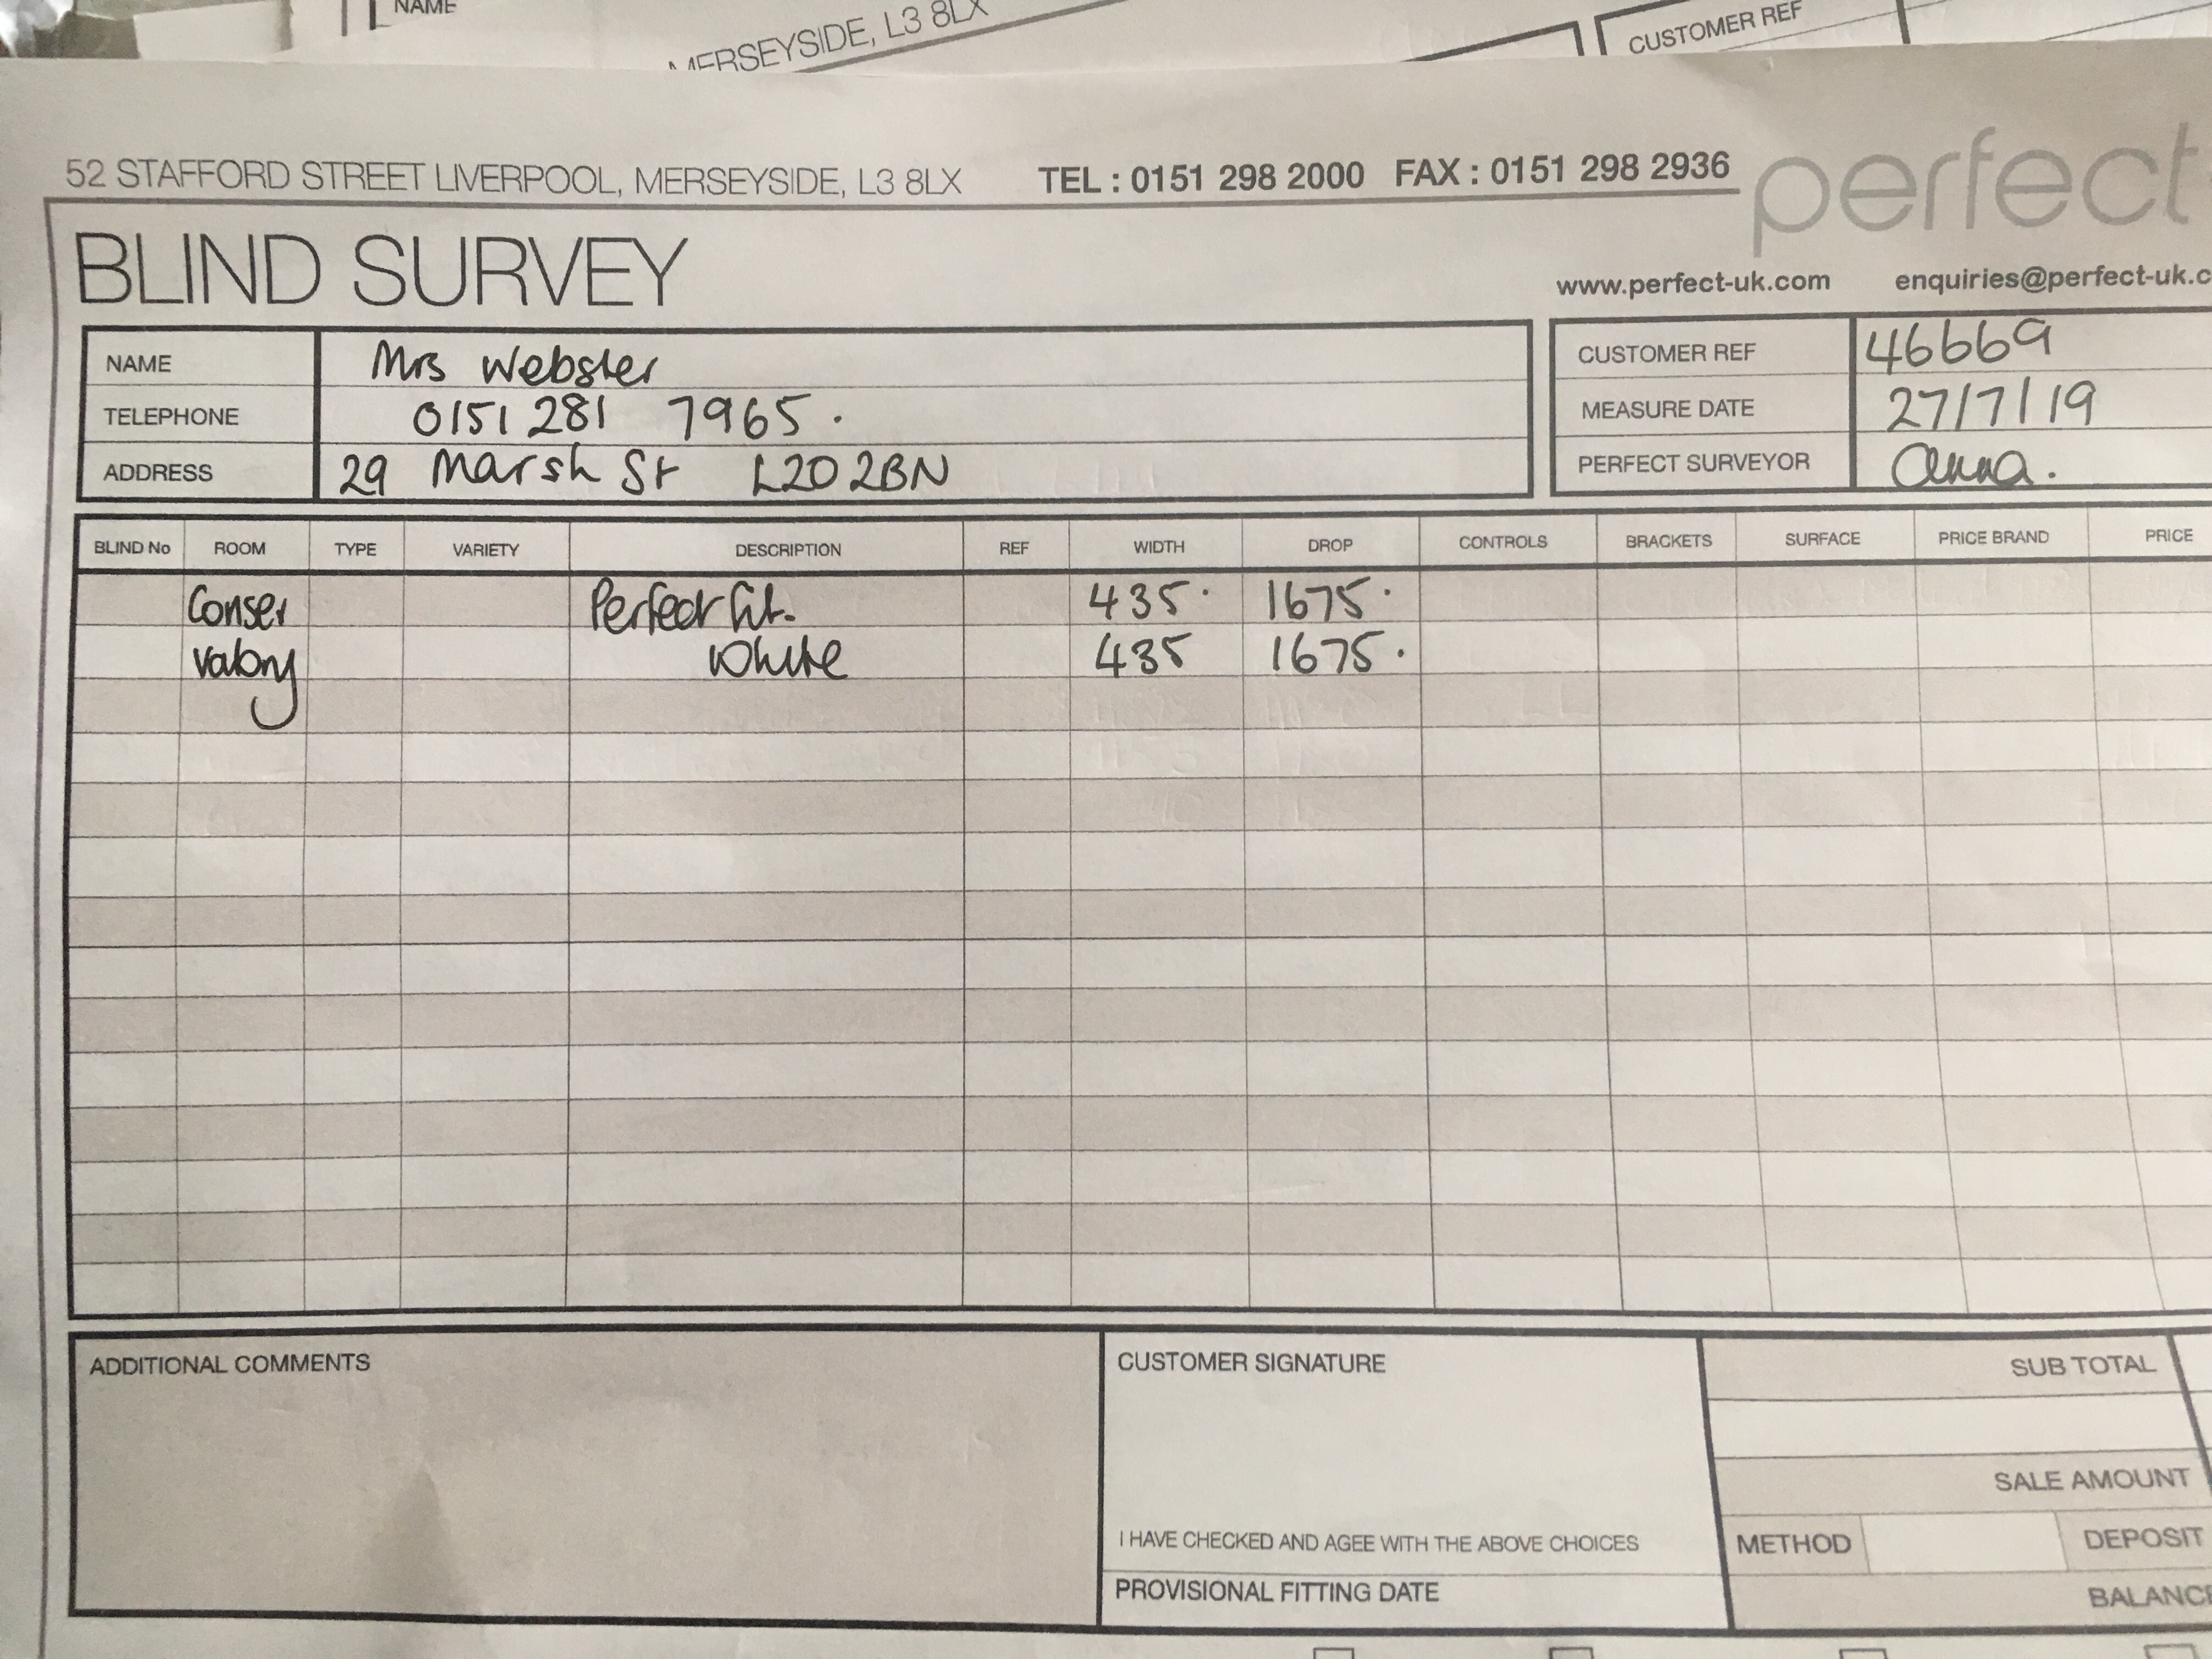 NAME
MERSEYSIDE, L3 8LX
CUSTOMER REF
52 STAFFORD STREET LIVERPOOL, MERSEYSIDE, L3 8LX TEL : 0151 298 2000 FAX : 0151 298 2936
perfect
BLIND SURVEY
www.perfect-uk.com enquiries@perfect-uk.c
NAME Mrs Webster
TELEPHONE 0151 281 7965.
ADDRESS 29 Marsh St L20 2BN
CUSTOMER REF 46669
MEASURE DATE 27/7/19
PERFECT SURVEYOR anna.
BLIND No ROOM TYPE VARIETY DESCRIPTION REF WIDTH DROP CONTROLS BRACKETS SURFACE PRICE BRAND PRICE
Conser Perfect fit. 435. 1675.
vatory White 435 1675.
ADDITIONAL COMMENTS
CUSTOMER SIGNATURE
I HAVE CHECKED AND AGEE WITH THE ABOVE CHOICES
PROVISIONAL FITTING DATE
SUB TOTAL
SALE AMOUNT
METHOD DEPOSIT
BALANCE